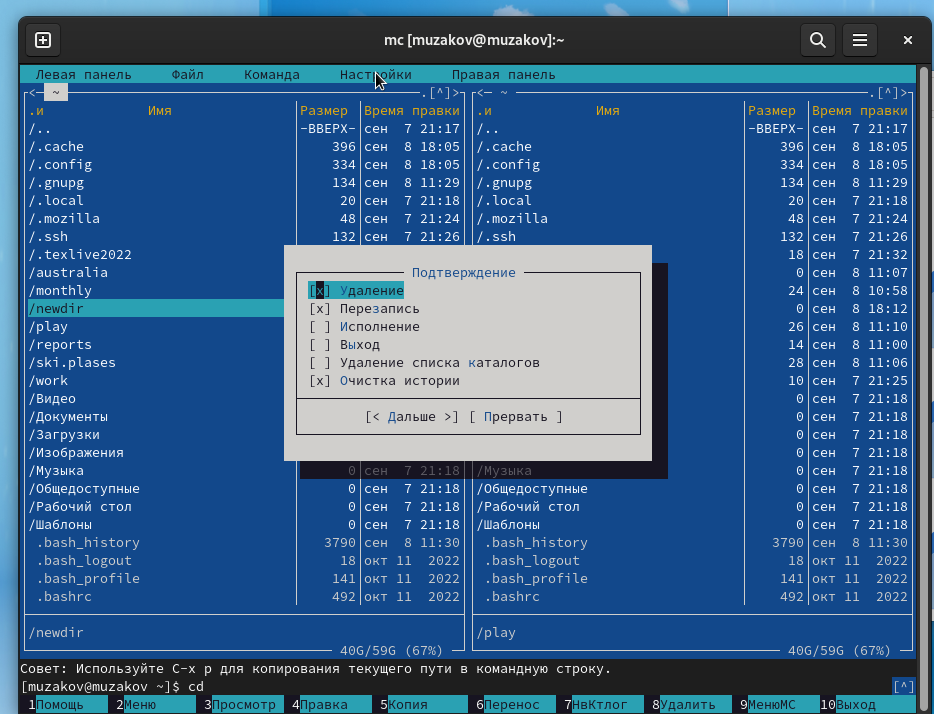 mc [muzakov@muzakov]:~
Левая панель Файл Команда Настройки Правая панель
<─ ~ .[^]> <─ ~ .[^]>
.и Имя Размер Время правки .и Имя Размер Время правки
/.. -ВВЕРХ- сен 7 21:17 /.. -ВВЕРХ- сен 7 21:17
/.cache 396 сен 8 18:05 /.cache 396 сен 8 18:05
/.config 334 сен 8 18:05 /.config 334 сен 8 18:05
/.gnupg 134 сен 8 11:29 /.gnupg 134 сен 8 11:29
/.local 20 сен 7 21:18 /.local 20 сен 7 21:18
/.mozilla 48 сен 7 21:24 /.mozilla 48 сен 7 21:24
/.ssh 132 сен 7 21:26 /.ssh 132 сен 7 21:26
/.texlive2022 18 сен 7 21:32
/australia Подтверждение 0 сен 8 11:07
/monthly [x] Удаление 24 сен 8 10:58
/newdir [x] Перезапись 0 сен 8 18:12
/play [ ] Исполнение 26 сен 8 11:10
/reports [ ] Выход 14 сен 8 11:00
/ski.plases [ ] Удаление списка каталогов 28 сен 8 11:06
/work [x] Очистка истории 10 сен 7 21:25
/Видео 0 сен 7 21:18
/Документы [< Дальше >] [ Прервать ] 0 сен 7 21:18
/Загрузки 0 сен 7 21:18
/Изображения 0 сен 7 21:18
/Музыка 0 сен 7 21:18 /Музыка 0 сен 7 21:18
/Общедоступные 0 сен 7 21:18 /Общедоступные 0 сен 7 21:18
/Рабочий стол 0 сен 7 21:18 /Рабочий стол 0 сен 7 21:18
/Шаблоны 0 сен 7 21:18 /Шаблоны 0 сен 7 21:18
.bash_history 3790 сен 8 11:30 .bash_history 3790 сен 8 11:30
.bash_logout 18 окт 11 2022 .bash_logout 18 окт 11 2022
.bash_profile 141 окт 11 2022 .bash_profile 141 окт 11 2022
.bashrc 492 окт 11 2022 .bashrc 492 окт 11 2022
/newdir /play
40G/59G (67%) 40G/59G (67%)
Совет: Используйте C-x p для копирования текущего пути в командную строку.
[muzakov@muzakov ~]$ cd [^]
1Помощь 2Меню 3Просмотр 4Правка 5Копия 6Перенос 7НвКтлог 8Удалить 9МенюMC 10Выход